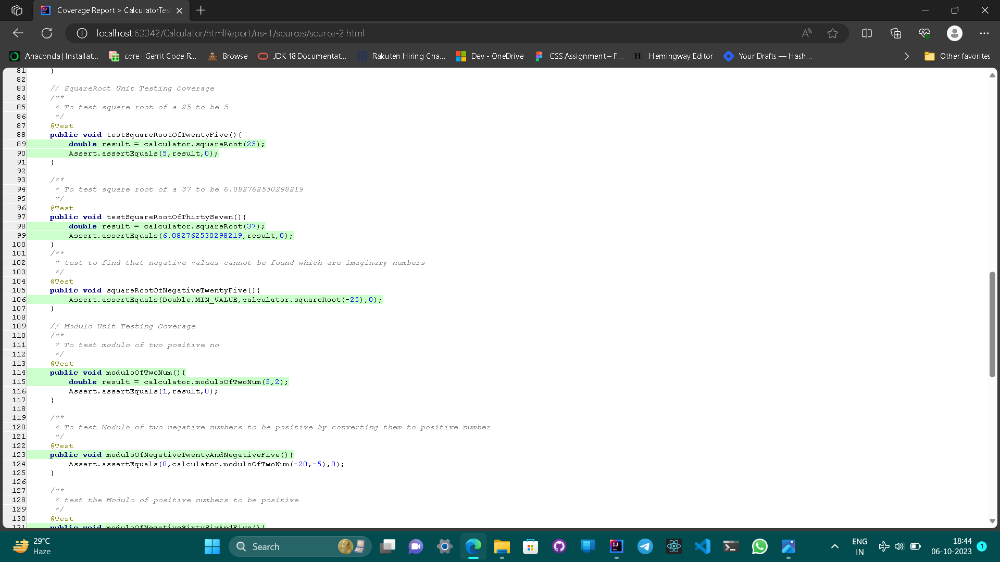 Coverage Report > CalculatorTes
localhost:63342/Calculator/htmlReport/ns-1/sources/source-2.html
Anaconda | Installat... core · Gerrit Code R... Browse JDK 18 Documentat... Rakuten Hiring Cha... Dev - OneDrive CSS Assignment – F... H Hemingway Editor Your Drafts — Hash... Other favorites
81 }
82
83 // SquareRoot Unit Testing Coverage
84 /**
85 * To test square root of a 25 to be 5
86 */
87 @Test
88 public void testSquareRootOfTwentyFive(){
89 double result = calculator.squareRoot(25);
90 Assert.assertEquals(5,result,0);
91 }
92
93 /**
94 * To test square root of a 37 to be 6.082762530298219
95 */
96 @Test
97 public void testSquareRootOfThirtySeven(){
98 double result = calculator.squareRoot(37);
99 Assert.assertEquals(6.082762530298219,result,0);
100 }
101 /**
102 * test to find that negative values cannot be found which are imaginary numbers
103 */
104 @Test
105 public void squareRootOfNegativeTwentyFive(){
106 Assert.assertEquals(Double.MIN_VALUE,calculator.squareRoot(-25),0);
107 }
108
109 // Modulo Unit Testing Coverage
110 /**
111 * To test modulo of two positive no
112 */
113 @Test
114 public void moduloOfTwoNum(){
115 double result = calculator.moduloOfTwoNum(5,2);
116 Assert.assertEquals(1,result,0);
117 }
118
119 /**
120 * To test Modulo of two negative numbers to be positive by converting them to positive number
121 */
122 @Test
123 public void moduloOfNegativeTwentyAndNegativeFive(){
124 Assert.assertEquals(0,calculator.moduloOfTwoNum(-20,-5),0);
125 }
126
127 /**
128 * test the Modulo of positive numbers to be positive
129 */
130 @Test
131 public void moduloOfNegativeSixtySixAndFive(){
29°C
Haze
Search
ENG
IN
18:44
06-10-2023
1